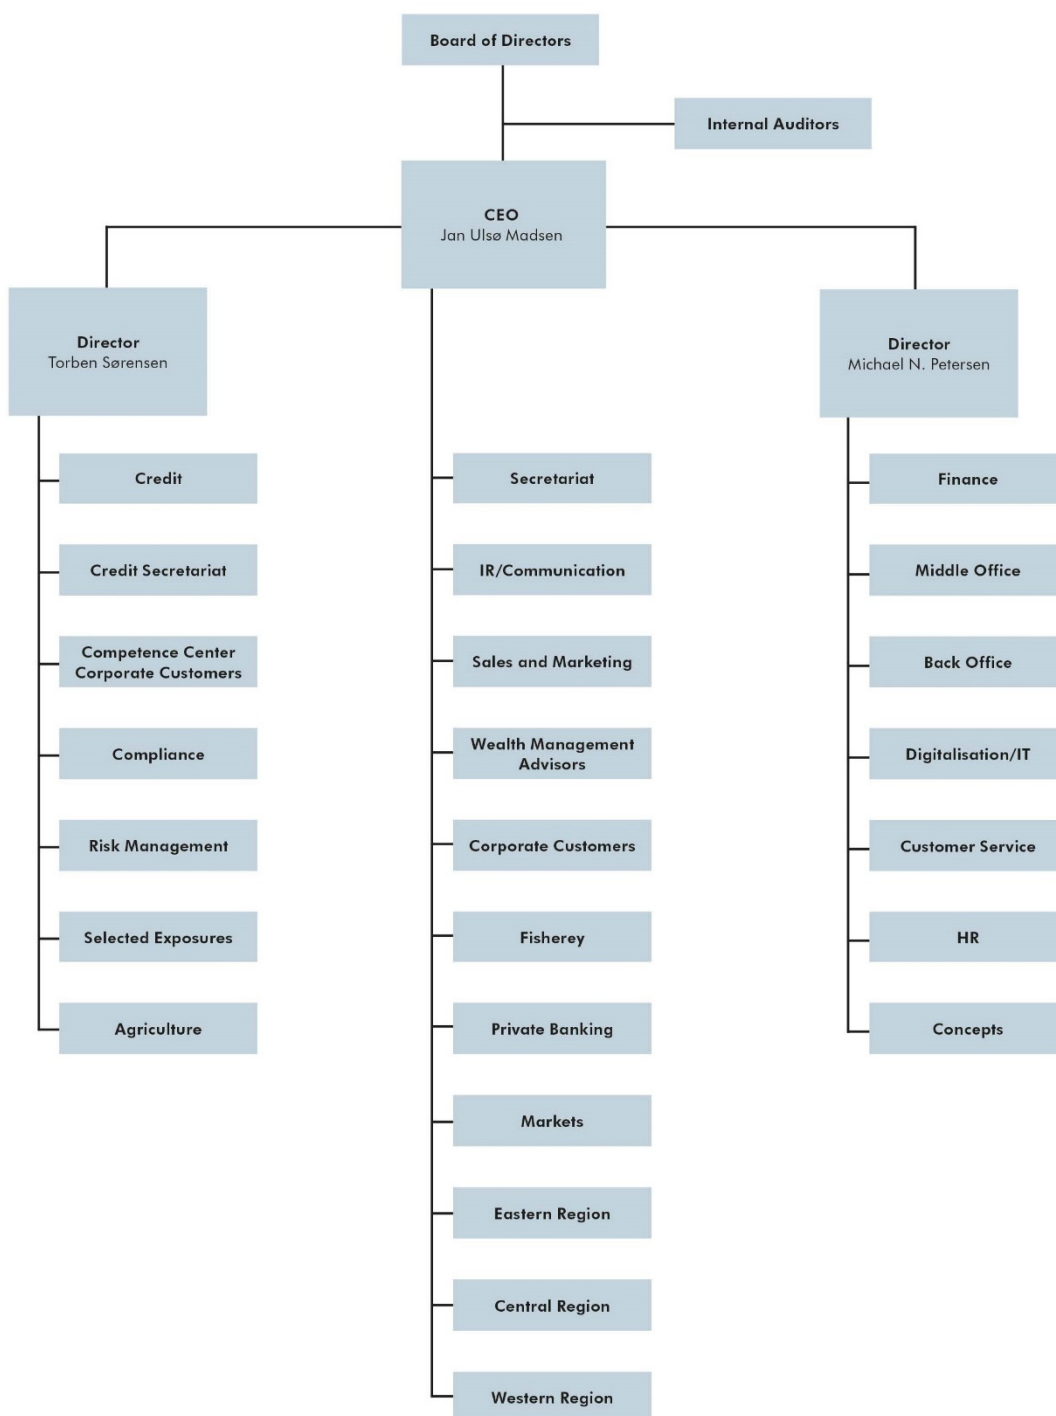 Board of Directors
Internal Auditors
CEO
Jan Ulsø Madsen
Director
Torben Sørensen
Director
Michael N. Petersen
Credit
Credit Secretariat
Competence Center
Corporate Customers
Compliance
Risk Management
Selected Exposures
Agriculture
Secretariat
IR/Communication
Sales and Marketing
Wealth Management
Advisors
Corporate Customers
Fisherey
Private Banking
Markets
Eastern Region
Central Region
Western Region
Finance
Middle Office
Back Office
Digitalisation/IT
Customer Service
HR
Concepts